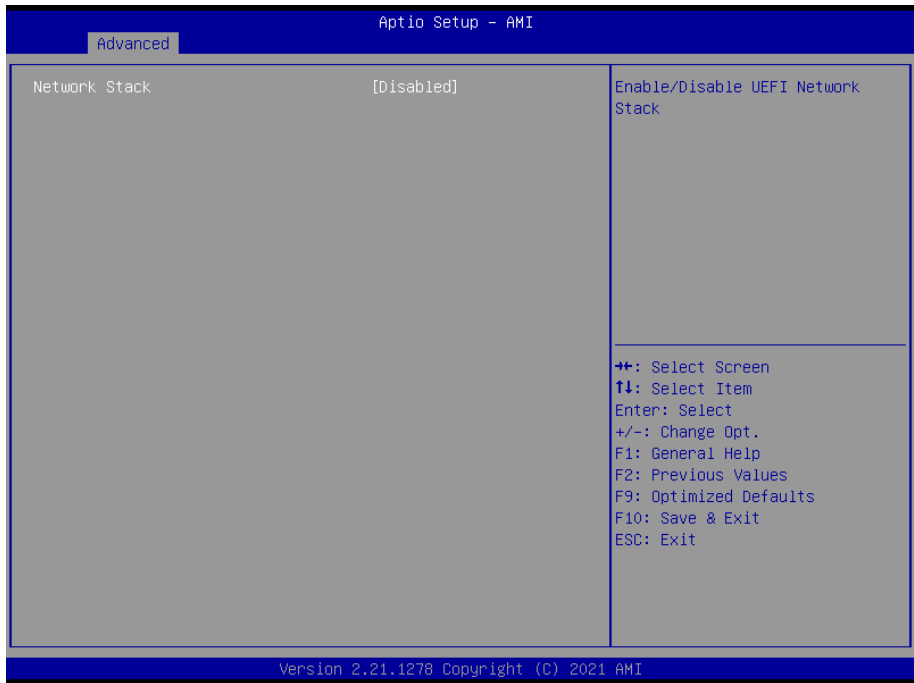 Aptio Setup – AMI
Advanced
Network Stack [Disabled]
Enable/Disable UEFI Network
Stack
→←: Select Screen
↑↓: Select Item
Enter: Select
+/-: Change Opt.
F1: General Help
F2: Previous Values
F9: Optimized Defaults
F10: Save & Exit
ESC: Exit
Version 2.21.1278 Copyright (C) 2021 AMI